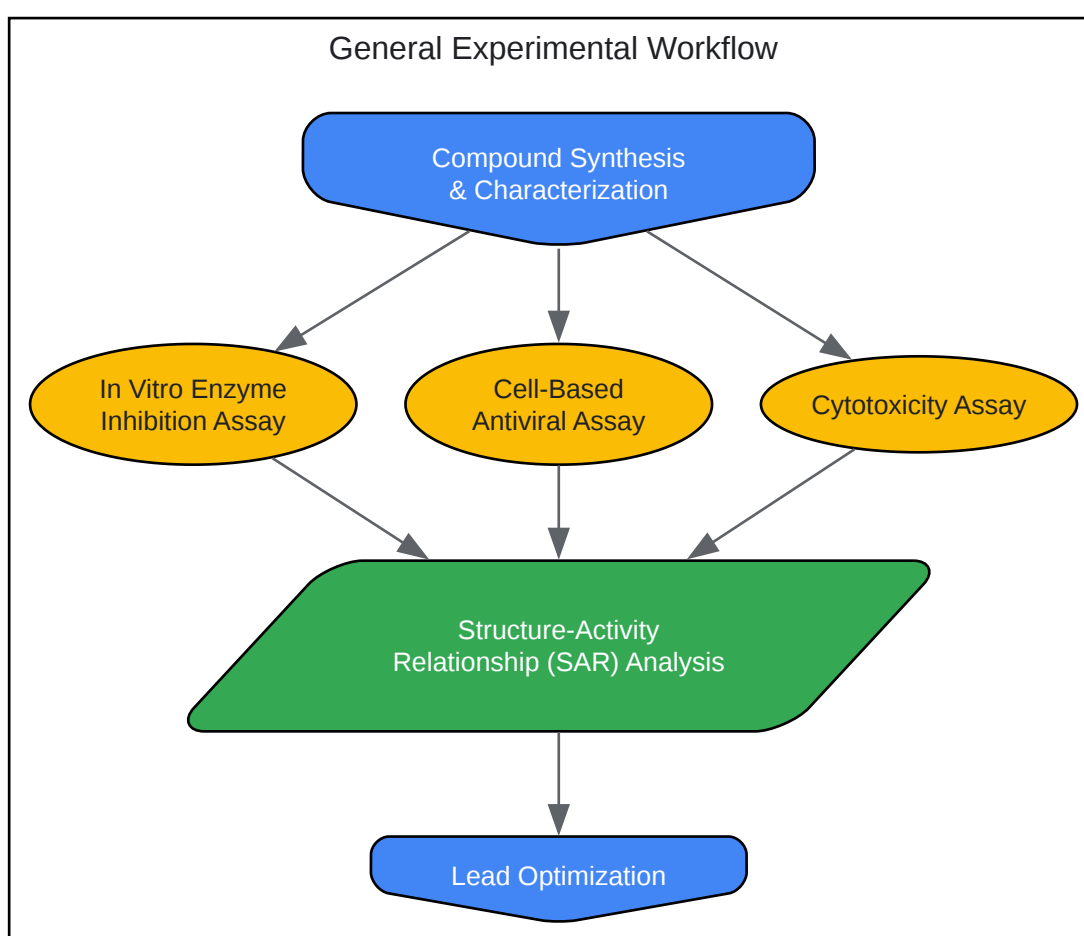 General Experimental Workflow
Compound Synthesis
& Characterization
In Vitro Enzyme
Inhibition Assay
Cell-Based
Antiviral Assay
Cytotoxicity Assay
Structure-Activity
Relationship (SAR) Analysis
Lead Optimization